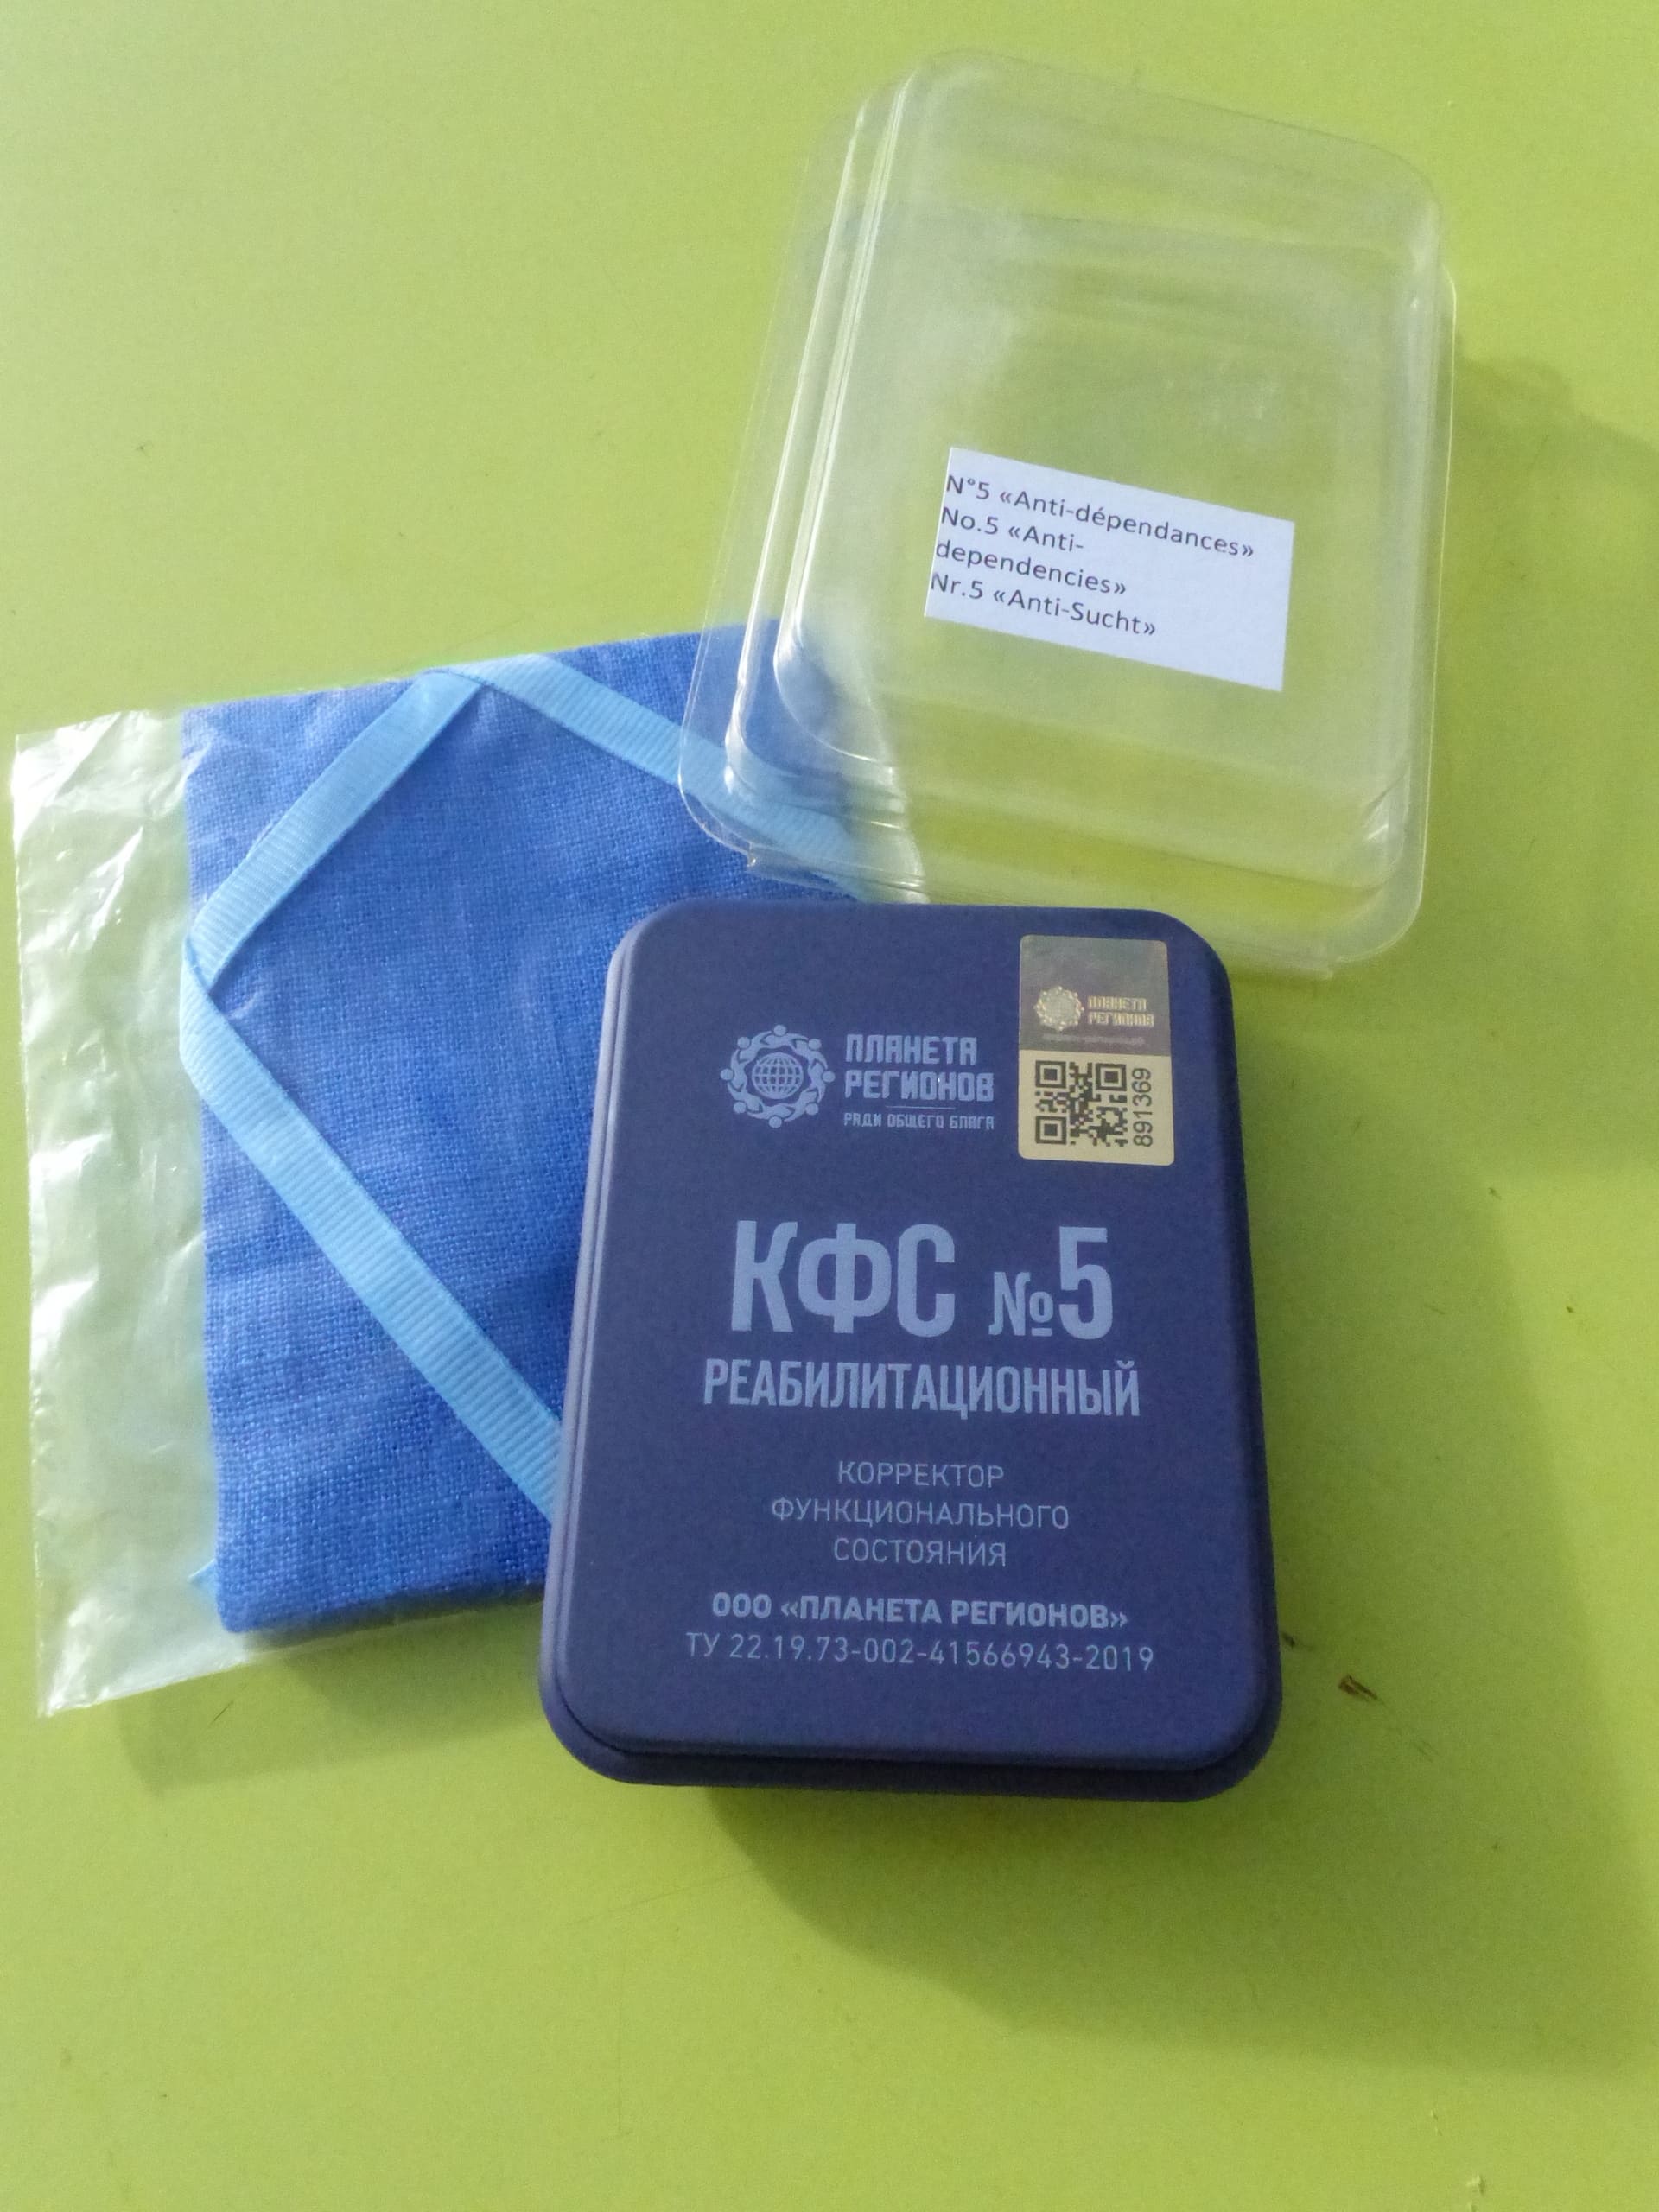 N°5 «Anti-dépendances»
No.5 «Anti-
dependencies»
Nr.5 «Anti-Sucht»
ПЛАНЕТА
РЕГИОНОВ
РАДИ ОБЩЕГО БЛАГА
ПЛАНЕТА
РЕГИОНОВ
891369
КФС №5
РЕАБИЛИТАЦИОННЫЙ
КОРРЕКТОР
ФУНКЦИОНАЛЬНОГО
СОСТОЯНИЯ
ООО «ПЛАНЕТА РЕГИОНОВ»
ТУ 22.19.73-002-41566943-2019